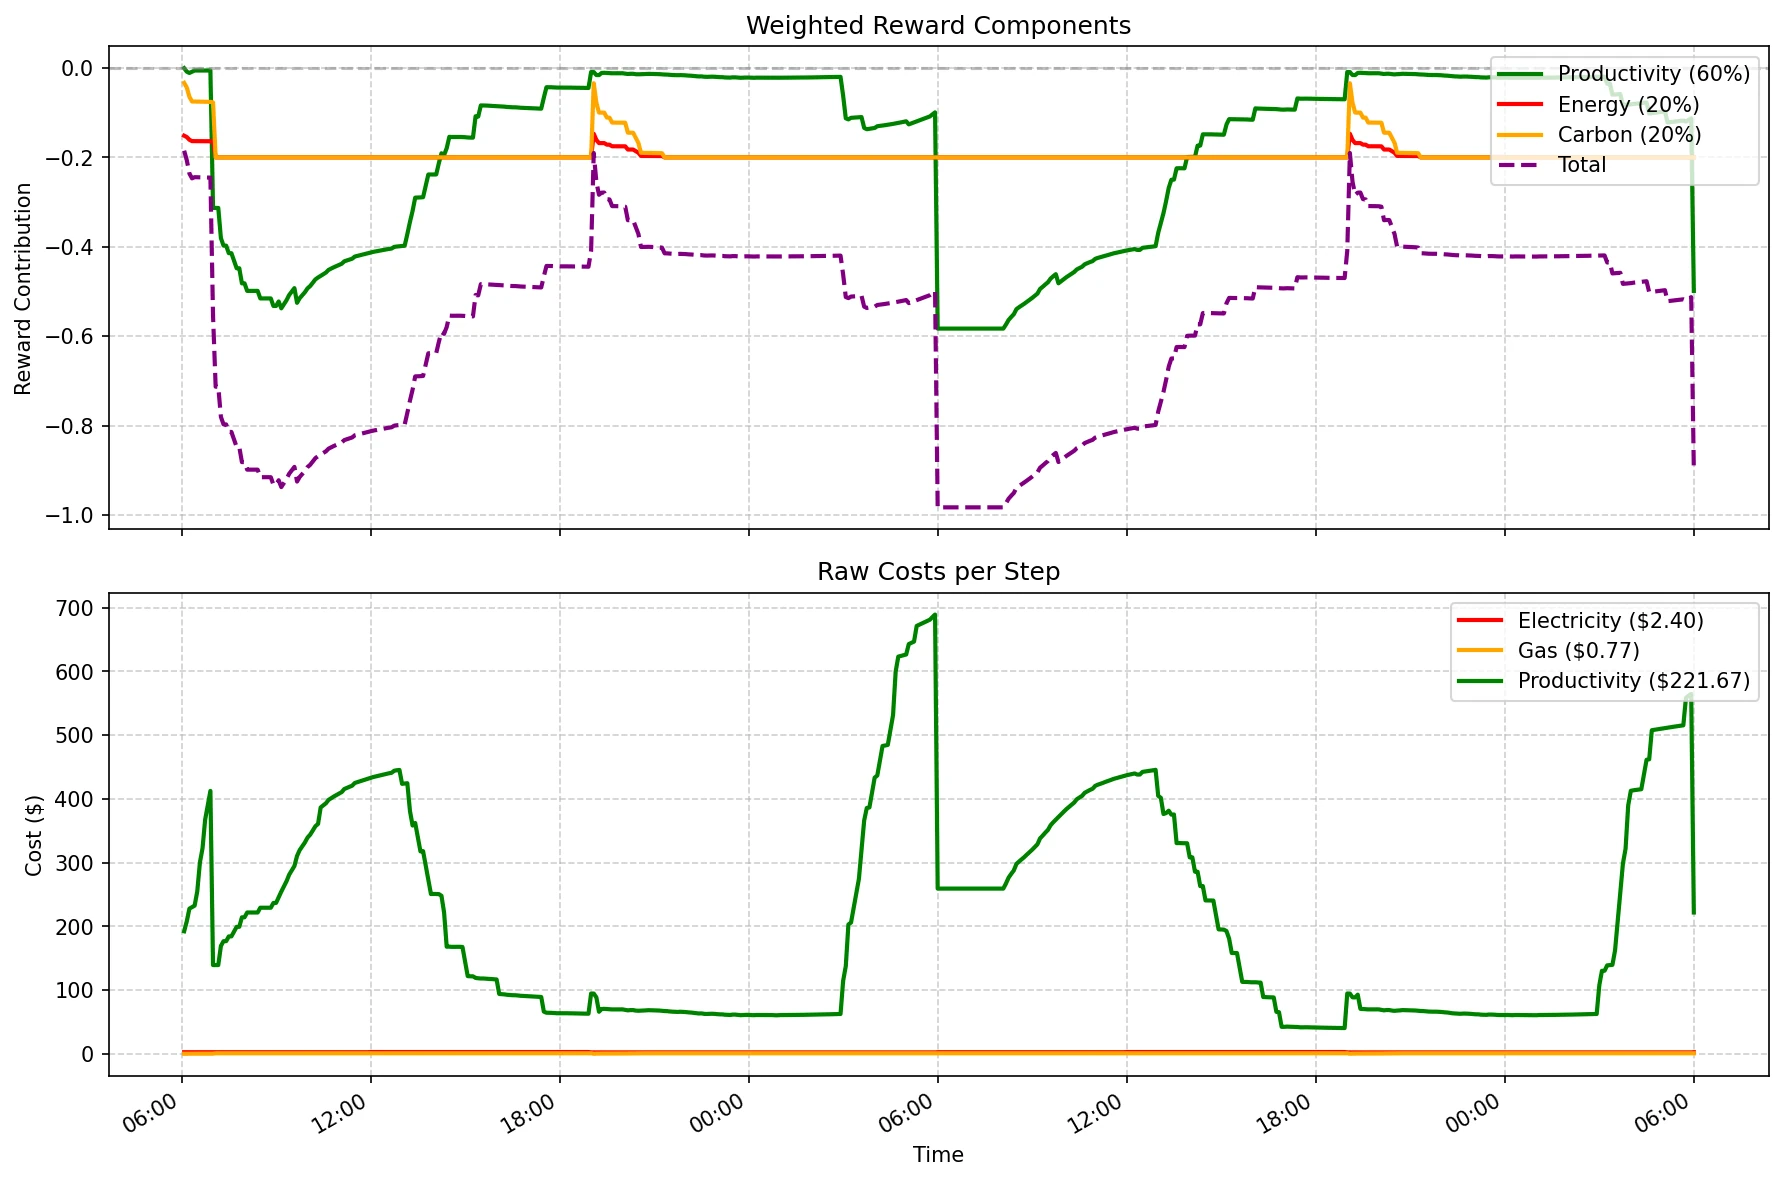 Weighted Reward Components
Reward Contribution
0.0
−0.2
−0.4
−0.6
−0.8
−1.0
Productivity (60%)
Energy (20%)
Carbon (20%)
Total
Raw Costs per Step
Cost ($)
700
600
500
400
300
200
100
0
Electricity ($2.40)
Gas ($0.77)
Productivity ($221.67)
06:00 12:00 18:00 00:00 06:00 12:00 18:00 00:00 06:00
Time